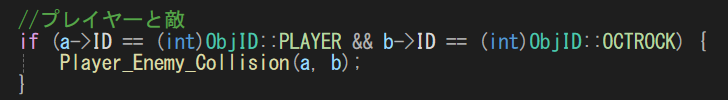 //プレイヤーと敵
if (a->ID == (int)ObjID::PLAYER && b->ID == (int)ObjID::OCTROCK) {
    Player_Enemy_Collision(a, b);
}